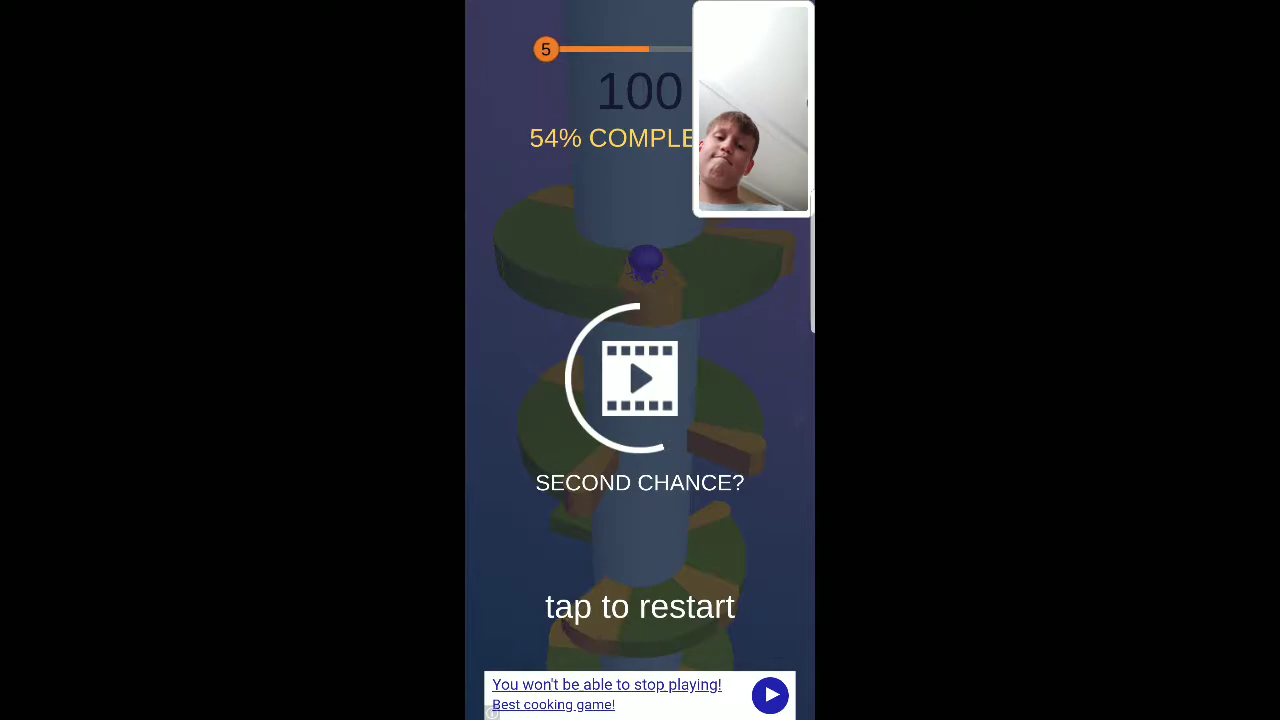 5
100
54% COMPLE
SECOND CHANCE?
tap to restart
You won't be able to stop playing!
Best cooking game!